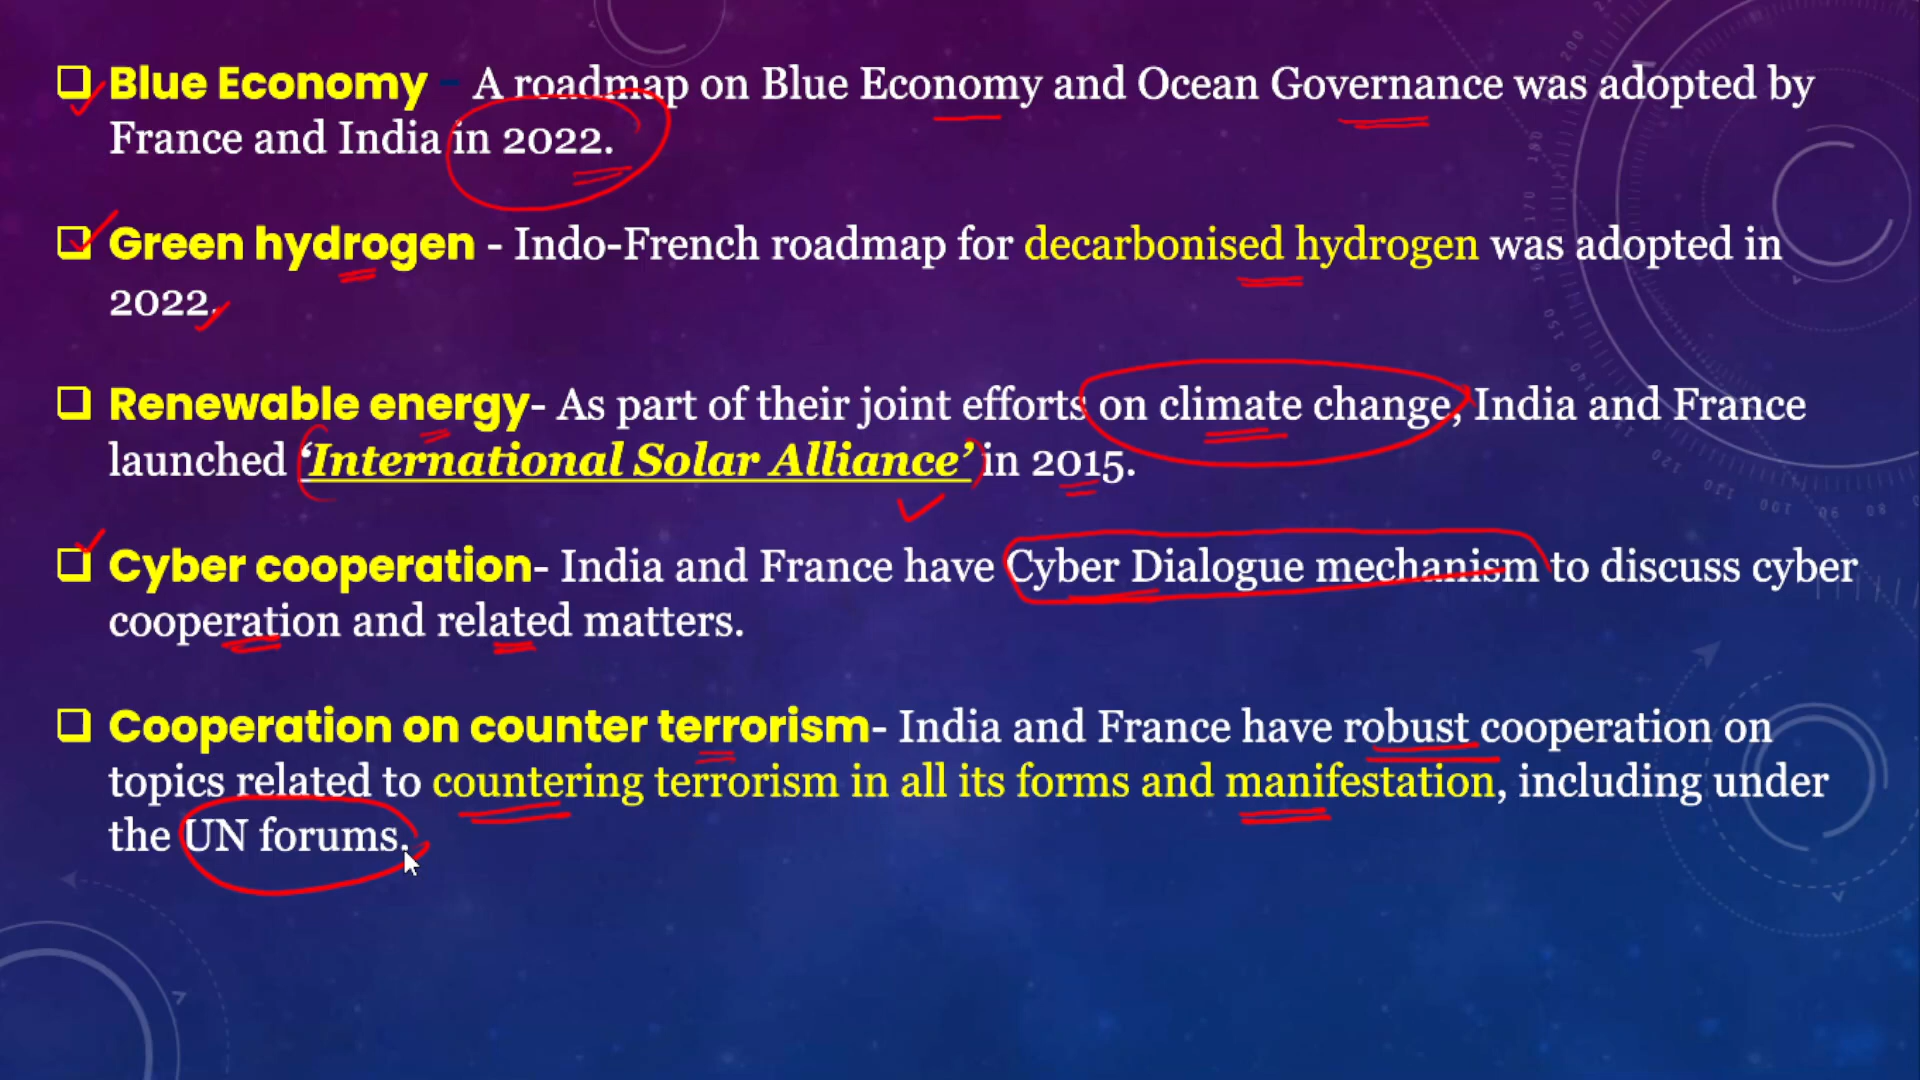 ❑ Blue Economy - A roadmap on Blue Economy and Ocean Governance was adopted by
France and India in 2022.
❑ Green hydrogen - Indo-French roadmap for decarbonised hydrogen was adopted in
2022.
❑ Renewable energy- As part of their joint efforts on climate change, India and France
launched ‘International Solar Alliance’ in 2015.
❑ Cyber cooperation- India and France have Cyber Dialogue mechanism to discuss cyber
cooperation and related matters.
❑ Cooperation on counter terrorism- India and France have robust cooperation on
topics related to countering terrorism in all its forms and manifestation, including under
the UN forums.